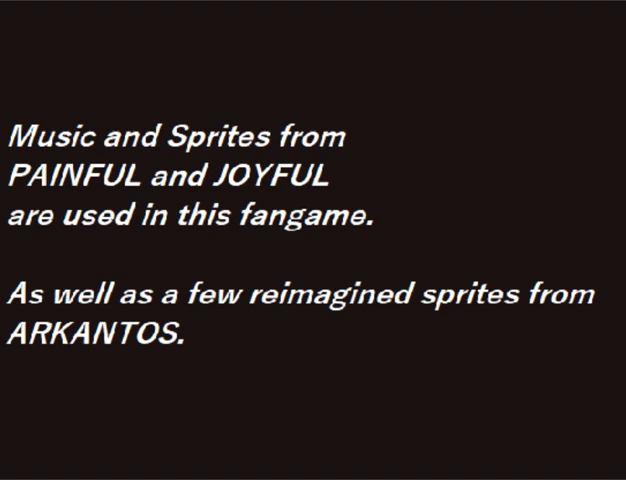 Music and Sprites from
PAINFUL and JOYFUL
are used in this fangame.
As well as a few reimagined sprites from
ARKANTOS.